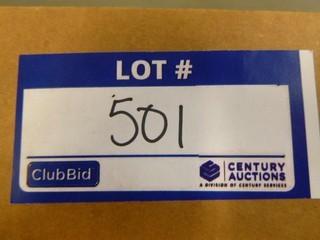 LOT #
501
ClubBid
CENTURY
AUCTIONS
A DIVISION OF CENTURY SERVICES